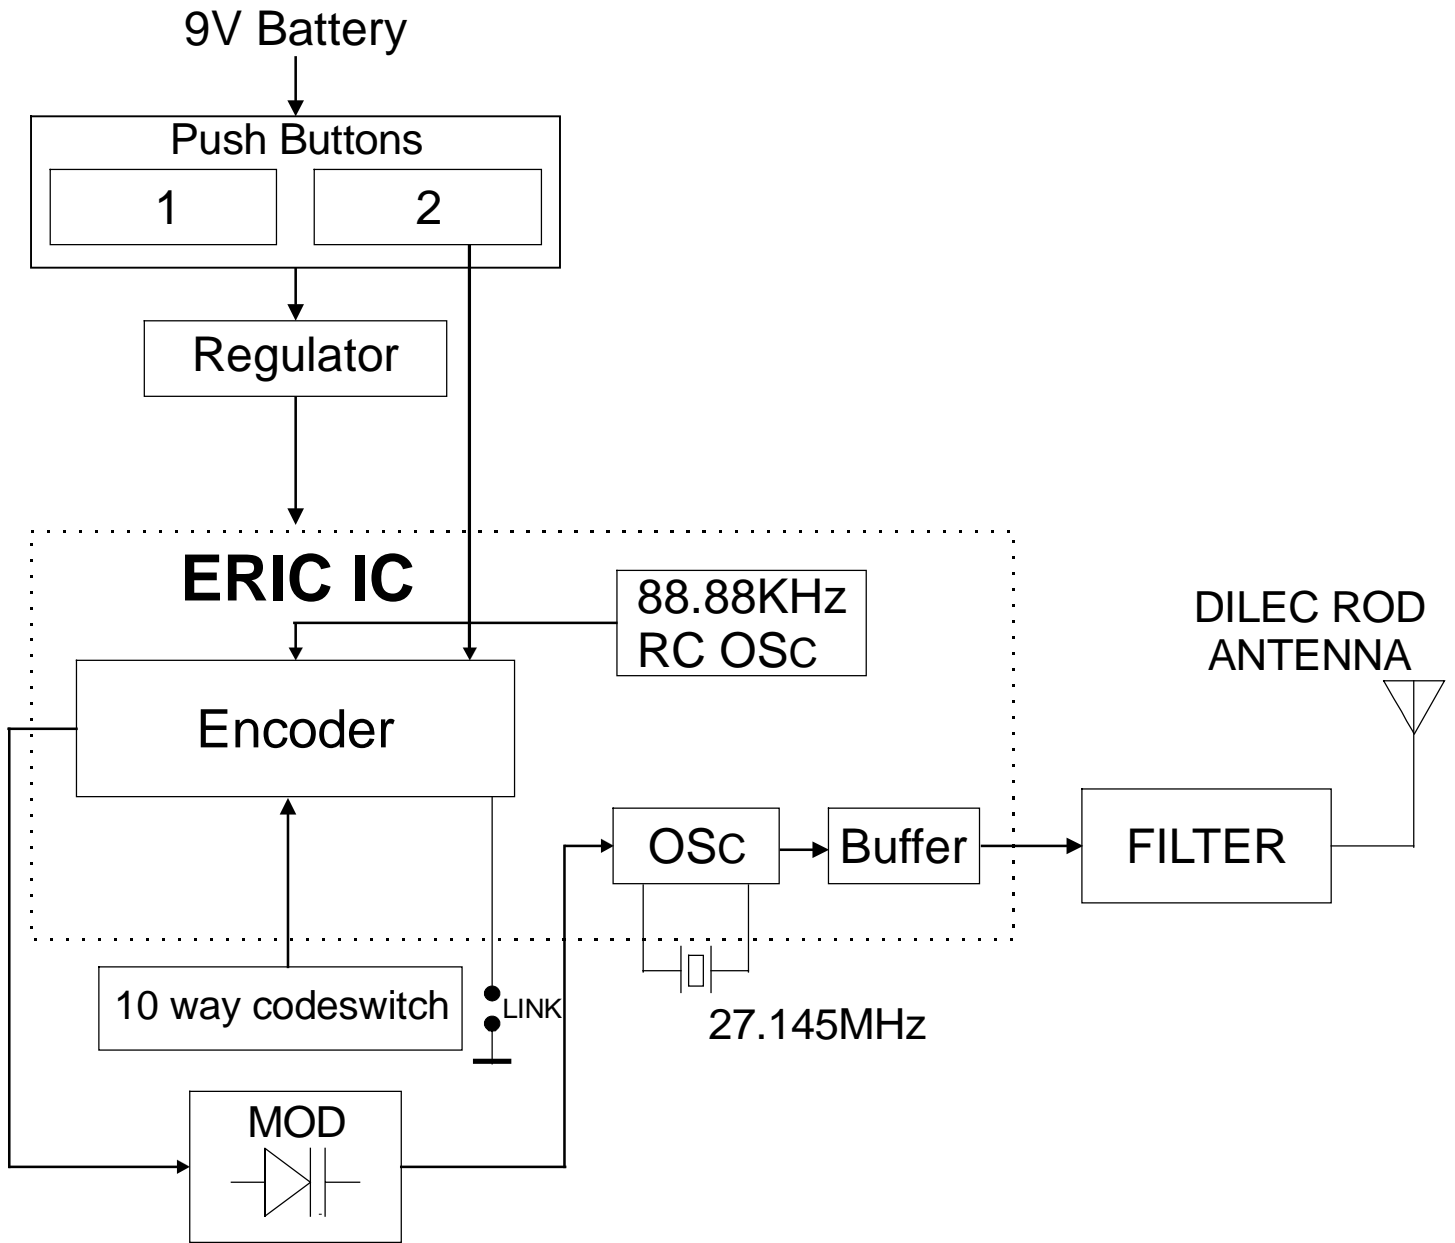 9V Battery
Push Buttons
1
2
Regulator
ERIC IC
88.88KHz
RC OSC
DILEC ROD
ANTENNA
Encoder
OSC
Buffer
FILTER
10 way codeswitch
LINK
27.145MHz
MOD